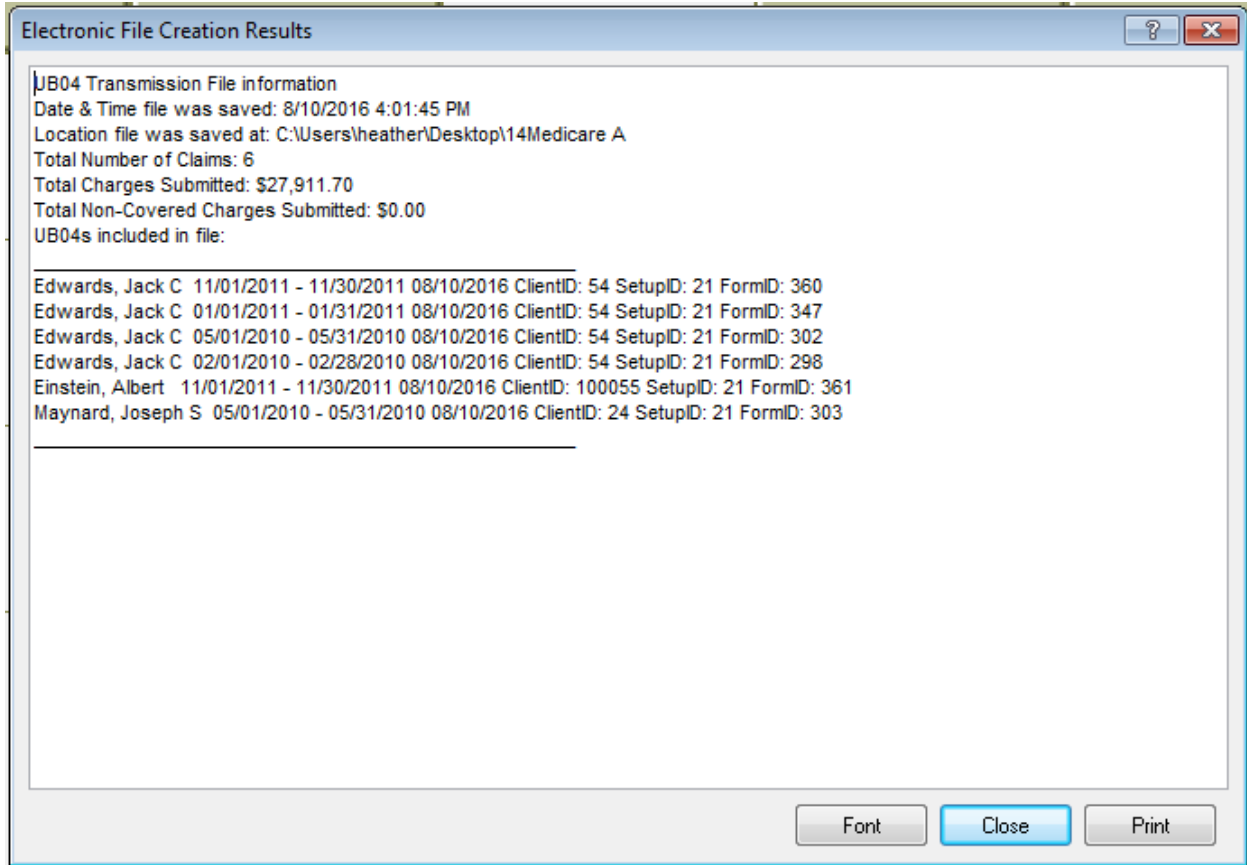 Electronic File Creation Results
UB04 Transmission File information
Date & Time file was saved: 8/10/2016 4:01:45 PM
Location file was saved at: C:\Users\heather\Desktop\14Medicare A
Total Number of Claims: 6
Total Charges Submitted: $27,911.70
Total Non-Covered Charges Submitted: $0.00
UB04s included in file:
Edwards, Jack C  11/01/2011 - 11/30/2011 08/10/2016 ClientID: 54 SetupID: 21 FormID: 360
Edwards, Jack C  01/01/2011 - 01/31/2011 08/10/2016 ClientID: 54 SetupID: 21 FormID: 347
Edwards, Jack C  05/01/2010 - 05/31/2010 08/10/2016 ClientID: 54 SetupID: 21 FormID: 302
Edwards, Jack C  02/01/2010 - 02/28/2010 08/10/2016 ClientID: 54 SetupID: 21 FormID: 298
Einstein, Albert   11/01/2011 - 11/30/2011 08/10/2016 ClientID: 100055 SetupID: 21 FormID: 361
Maynard, Joseph S  05/01/2010 - 05/31/2010 08/10/2016 ClientID: 24 SetupID: 21 FormID: 303
Font Close Print